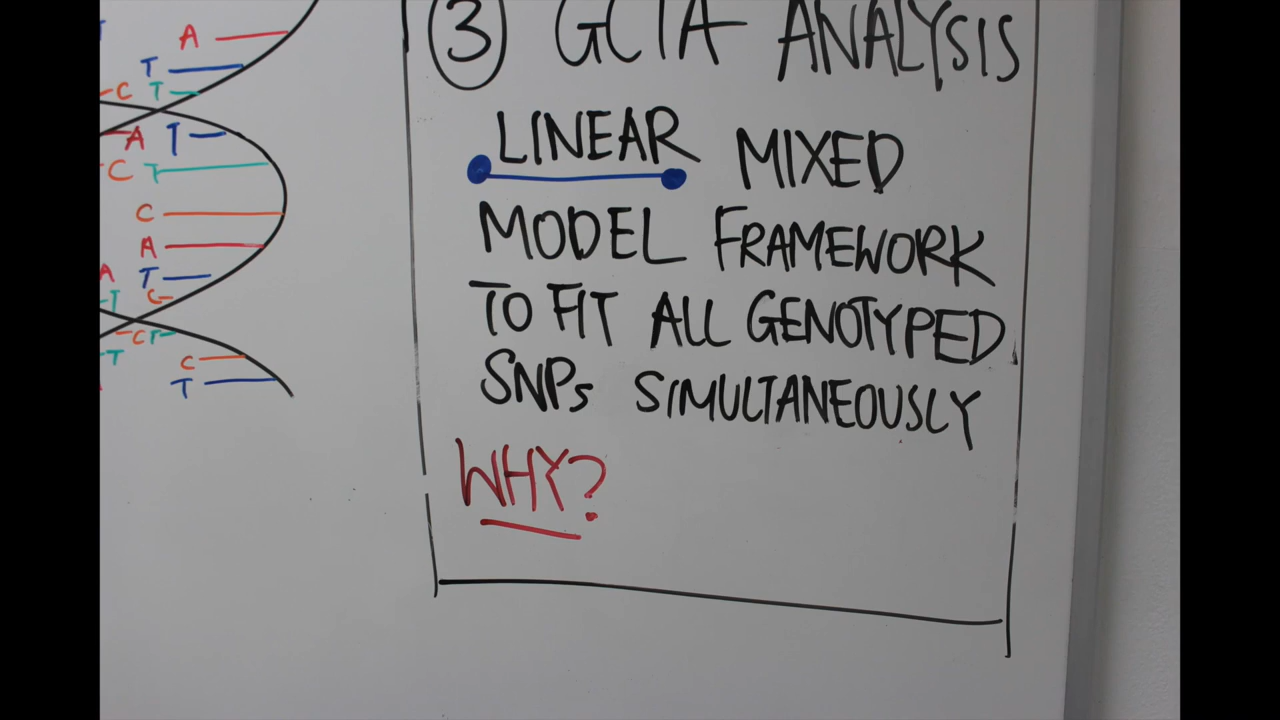 ③ GCTA ANALYSIS
LINEAR MIXED
MODEL FRAMEWORK
TO FIT ALL GENOTYPED
SNPs SIMULTANEOUSLY
WHY?
A
T
C T
A T
C T
C
A
A T
T C
C T
T C
T